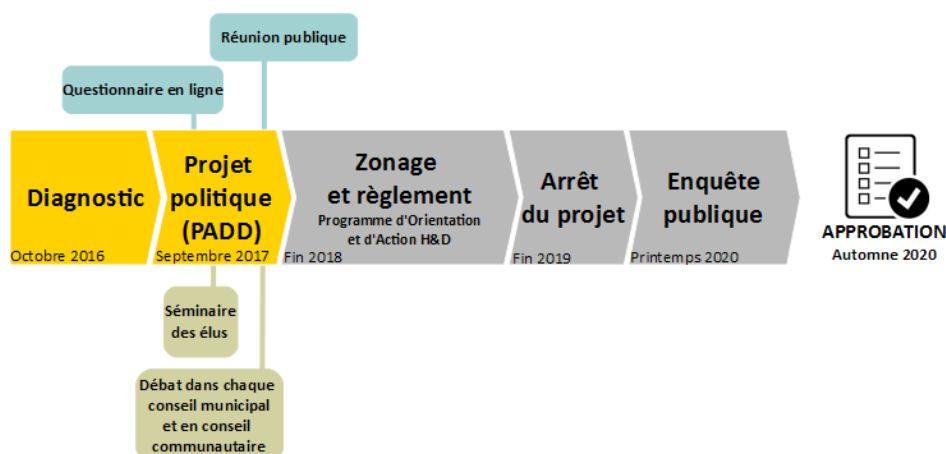 Réunion publique
Questionnaire en ligne
Diagnostic
Octobre 2016
Projet
politique
(PADD)
Septembre 2017
Zonage
et règlement
Programme d'Orientation
et d'Action H&D
Fin 2018
Arrêt
du projet
Fin 2019
Enquête
publique
Printemps 2020
APPROBATION
Automne 2020
Séminaire
des élus
Débat dans chaque
conseil municipal
et en conseil
communautaire